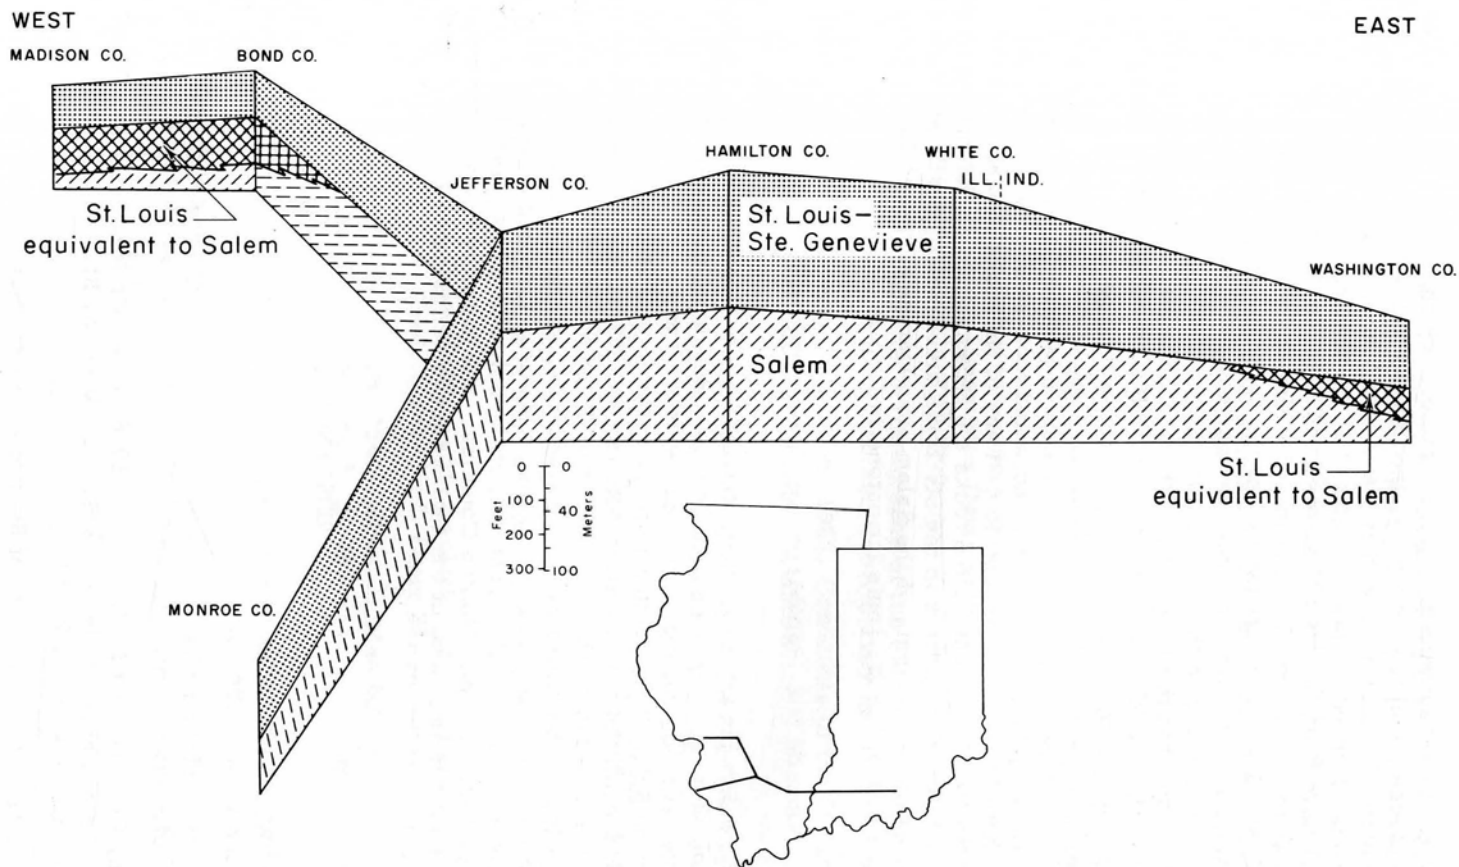 WEST
EAST
MADISON CO.
BOND CO.
JEFFERSON CO.
HAMILTON CO.
WHITE CO.
ILL. IND.
WASHINGTON CO.
St. Louis
equivalent to Salem
St. Louis–
Ste. Genevieve
Salem
St. Louis
equivalent to Salem
MONROE CO.
0 0
100
40
200
300 100
Feet
Meters